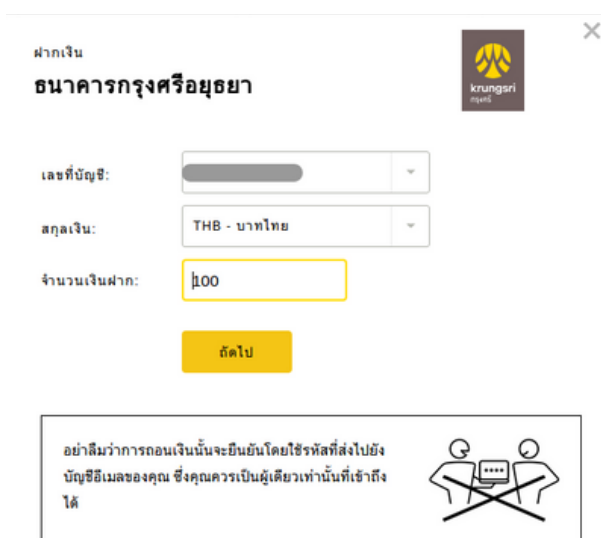 ฝากเงิน
ธนาคารกรุงศรีอยุธยา
krungsri
กรุงศรี
เลขที่บัญชี:
สกุลเงิน:
THB - บาทไทย
จำนวนเงินฝาก:
100
ถัดไป
อย่าลืมว่าการถอนเงินนั้นจะยืนยันโดยใช้รหัสที่ส่งไปยัง
บัญชีอีเมลของคุณ ซึ่งคุณควรเป็นผู้เดียวเท่านั้นที่เข้าถึง
ได้